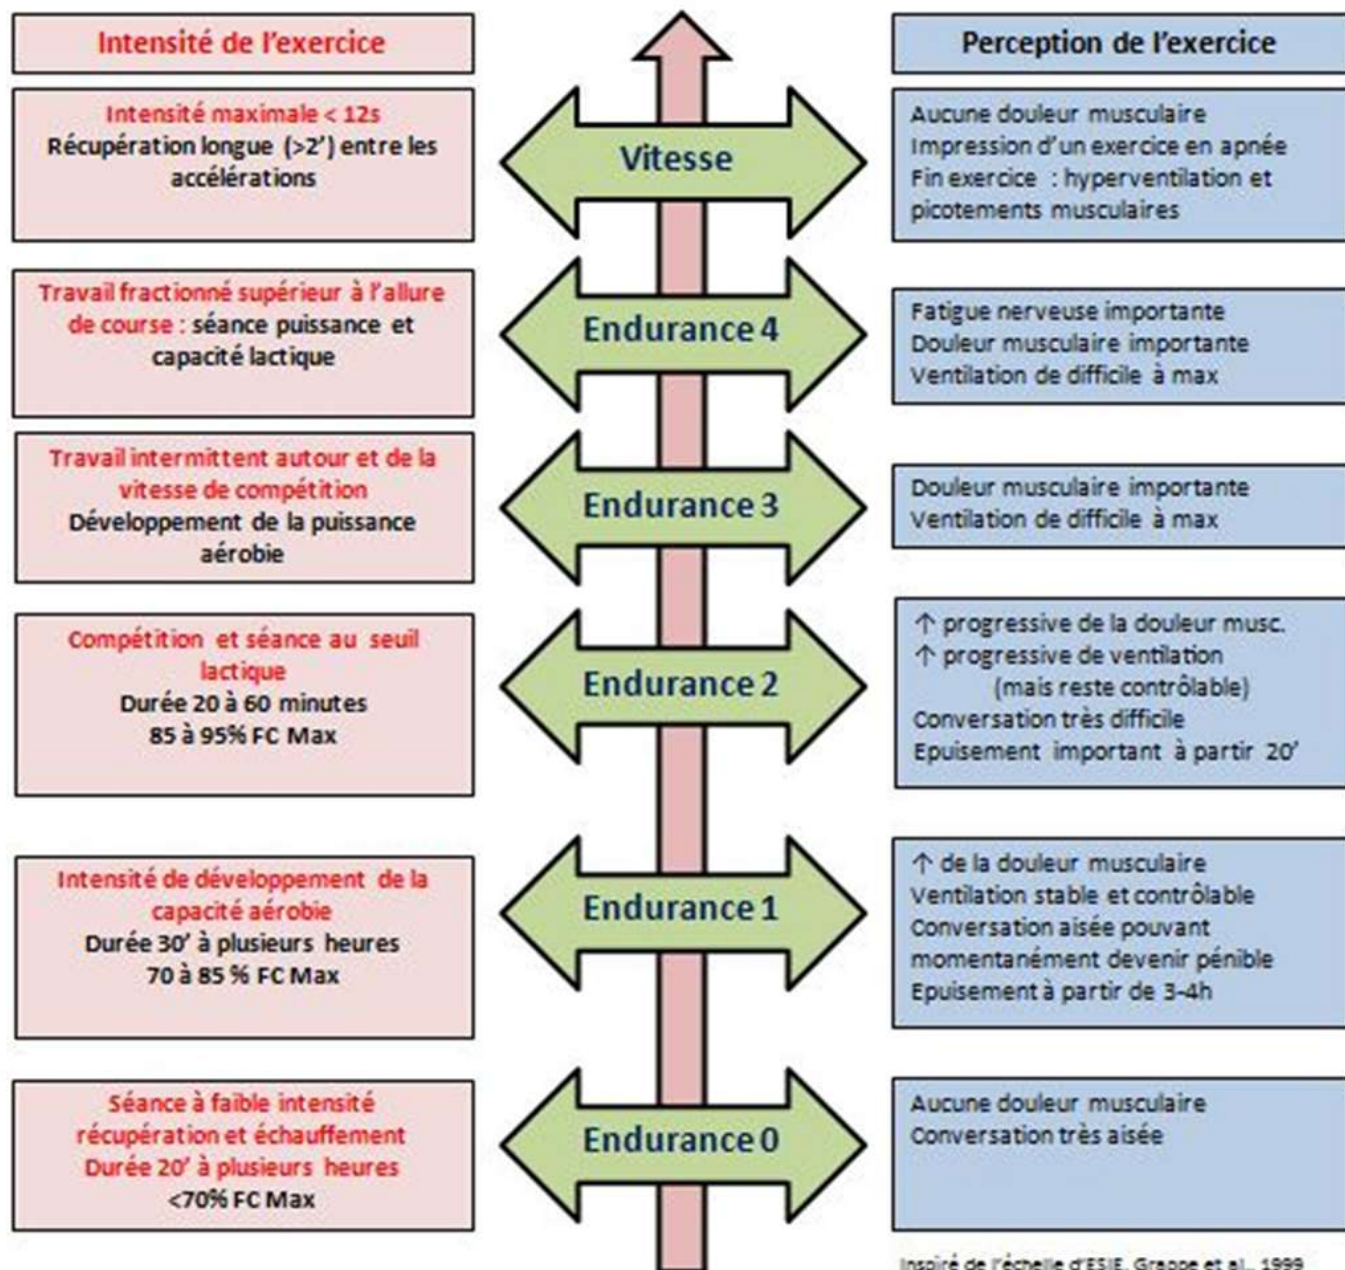 Intensité de l'exercice
Perception de l'exercice
Intensité maximale < 12s
Récupération longue (>2') entre les
accélérations
Vitesse
Aucune douleur musculaire
Impression d'un exercice en apnée
Fin exercice : hyperventilation et
picotements musculaires
Travail fractionné supérieur à l'allure
de course : séance puissance et
capacité lactique
Endurance 4
Fatigue nerveuse importante
Douleur musculaire importante
Ventilation de difficile à max
Travail intermittent autour et de la
vitesse de compétition
Développement de la puissance
aérobie
Endurance 3
Douleur musculaire importante
Ventilation de difficile à max
Compétition et séance au seuil
lactique
Durée 20 à 60 minutes
85 à 95% FC Max
Endurance 2
↑ progressive de la douleur musc.
↑ progressive de ventilation
(mais reste contrôlable)
Conversation très difficile
Epuisement important à partir 20'
Intensité de développement de la
capacité aérobie
Durée 30' à plusieurs heures
70 à 85 % FC Max
Endurance 1
↑ de la douleur musculaire
Ventilation stable et contrôlable
Conversation aisée pouvant
momentanément devenir pénible
Epuisement à partir de 3-4h
Séance à faible intensité
récupération et échauffement
Durée 20' à plusieurs heures
<70% FC Max
Endurance 0
Aucune douleur musculaire
Conversation très aisée
Inspiré de l'échelle d'ESIE, Grappe et al., 1999